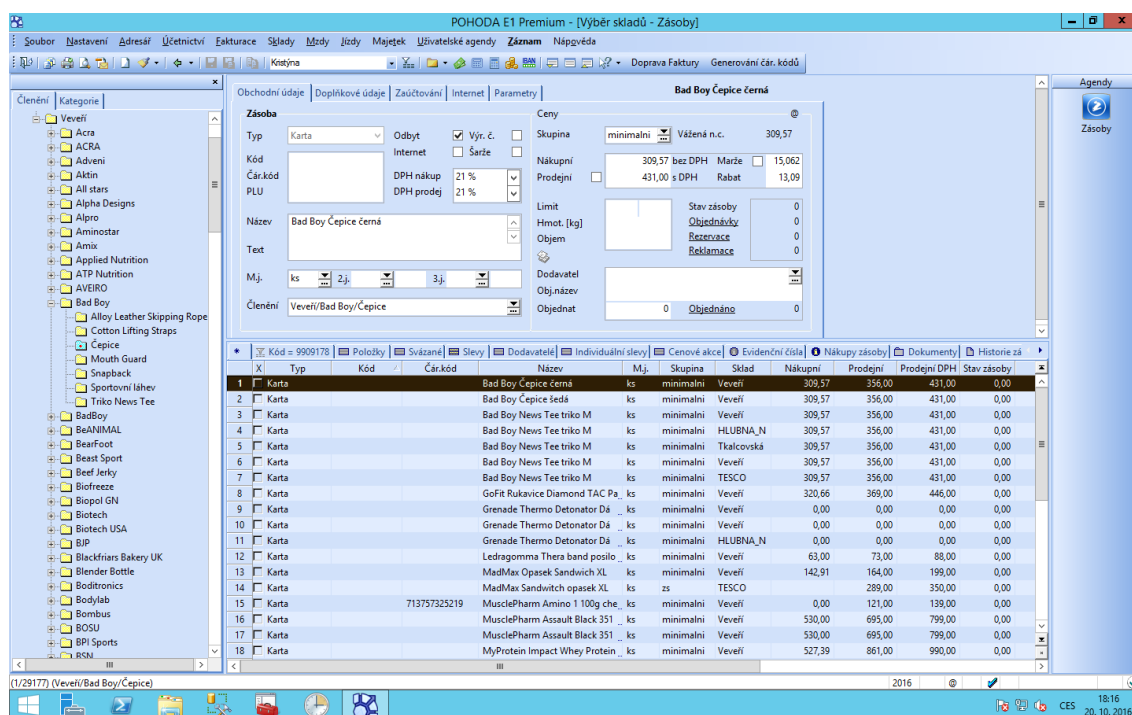 POHODA E1 Premium - [Výběr skladů - Zásoby]
Soubor Nastavení Adresář Účetnictví Fakturace Sklady Mzdy Jízdy Majetek Uživatelské agendy Záznam Nápověda
Kristýna Doprava Faktury Generování čár. kódů
Členění Kategorie
Veveří
Acra
ACRA
Adveni
Aktin
All stars
Alpha Designs
Alpro
Aminostar
Amix
Applied Nutrition
ATP Nutrition
AVEIRO
Bad Boy
Alloy Leather Skipping Rope
Cotton Lifting Straps
Čepice
Mouth Guard
Snapback
Sportovní láhev
Triko News Tee
BadBoy
BeANIMAL
BearFoot
Beast Sport
Beef Jerky
Biofreeze
Biopol GN
Biotech
Biotech USA
BJP
Blackfriars Bakery UK
Blender Bottle
Boditronics
Bodylab
Bombus
BOSU
BPI Sports
BSN
Obchodní údaje Doplňkové údaje Zaúčtování Internet Parametry Bad Boy Čepice černá
Zásoba
Typ Karta Odbyt Výr. č.
Internet Šarže
Kód
Čár.kód DPH nákup 21 %
PLU DPH prodej 21 %
Název Bad Boy Čepice černá
Text
M.j. ks 2.j. 3.j.
Členění Veveří/Bad Boy/Čepice
Ceny @
Skupina minimalni Vážená n.c. 309,57
Nákupní 309,57 bez DPH Marže 15,062
Prodejní 431,00 s DPH Rabat 13,09
Limit Stav zásoby 0
Hmot. [kg] Objednávky 0
Objem Rezervace 0
Reklamace 0
Dodavatel
Obj.název
Objednat 0 Objednáno 0
Agendy
Zásoby
* Kód = 9909178 Položky Svázané Slevy Dodavatelé Individuální slevy Cenové akce Evidenční čísla Nákupy zásoby Dokumenty Historie zá
X Typ Kód Čár.kód Název M.j. Skupina Sklad Nákupní Prodejní Prodejní DPH Stav zásoby
1 Karta Bad Boy Čepice černá ks minimalni Veveří 309,57 356,00 431,00 0,00
2 Karta Bad Boy Čepice šedá ks minimalni Veveří 309,57 356,00 431,00 0,00
3 Karta Bad Boy News Tee triko M ks minimalni Veveří 309,57 356,00 431,00 0,00
4 Karta Bad Boy News Tee triko M ks minimalni HLUBNA_N 309,57 356,00 431,00 0,00
5 Karta Bad Boy News Tee triko M ks minimalni Tkalcovská 309,57 356,00 431,00 0,00
6 Karta Bad Boy News Tee triko M ks minimalni Veveří 309,57 356,00 431,00 0,00
7 Karta Bad Boy News Tee triko M ks minimalni TESCO 309,57 356,00 431,00 0,00
8 Karta GoFit Rukavice Diamond TAC Pa_ ks minimalni Veveří 320,66 369,00 446,00 0,00
9 Karta Grenade Thermo Detonator Dá _ ks minimalni Veveří 0,00 0,00 0,00 0,00
10 Karta Grenade Thermo Detonator Dá _ ks minimalni Veveří 0,00 0,00 0,00 0,00
11 Karta Grenade Thermo Detonator Dá _ ks minimalni HLUBNA_N 0,00 0,00 0,00 0,00
12 Karta Ledragomma Thera band posilo _ ks minimalni Veveří 63,00 73,00 88,00 0,00
13 Karta MadMax Opasek Sandwich XL ks minimalni Veveří 142,91 164,00 199,00 0,00
14 Karta MadMax Sandwitch opasek XL ks zs TESCO 289,00 350,00 0,00
15 Karta 713757325219 MusclePharm Amino 1 100g che_ ks minimalni Veveří 0,00 121,00 139,00 0,00
16 Karta MusclePharm Assault Black 351 _ ks minimalni Veveří 530,00 695,00 799,00 0,00
17 Karta MusclePharm Assault Black 351 _ ks minimalni Veveří 530,00 695,00 799,00 0,00
18 Karta MyProtein Impact Whey Protein _ ks minimalni Veveří 527,39 861,00 990,00 0,00
(1/29177) (Veveří/Bad Boy/Čepice) 2016 @
CES 18:16
20. 10. 2016